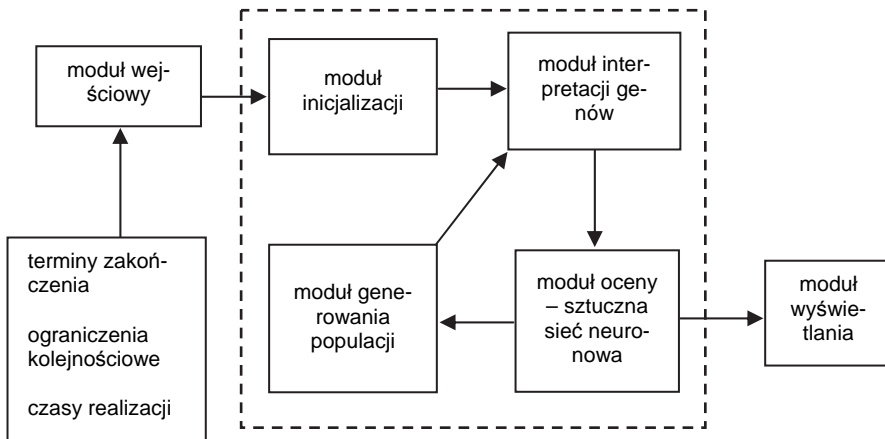 moduł wej-
ściowy
moduł
inicjalizacji
moduł inter-
pretacji ge-
nów
terminy zakoń-
czenia
ograniczenia
kolejnościowe
czasy realizacji
moduł gene-
rowania
populacji
moduł oceny
– sztuczna
sieć neuro-
nowa
moduł
wyświe-
tlania